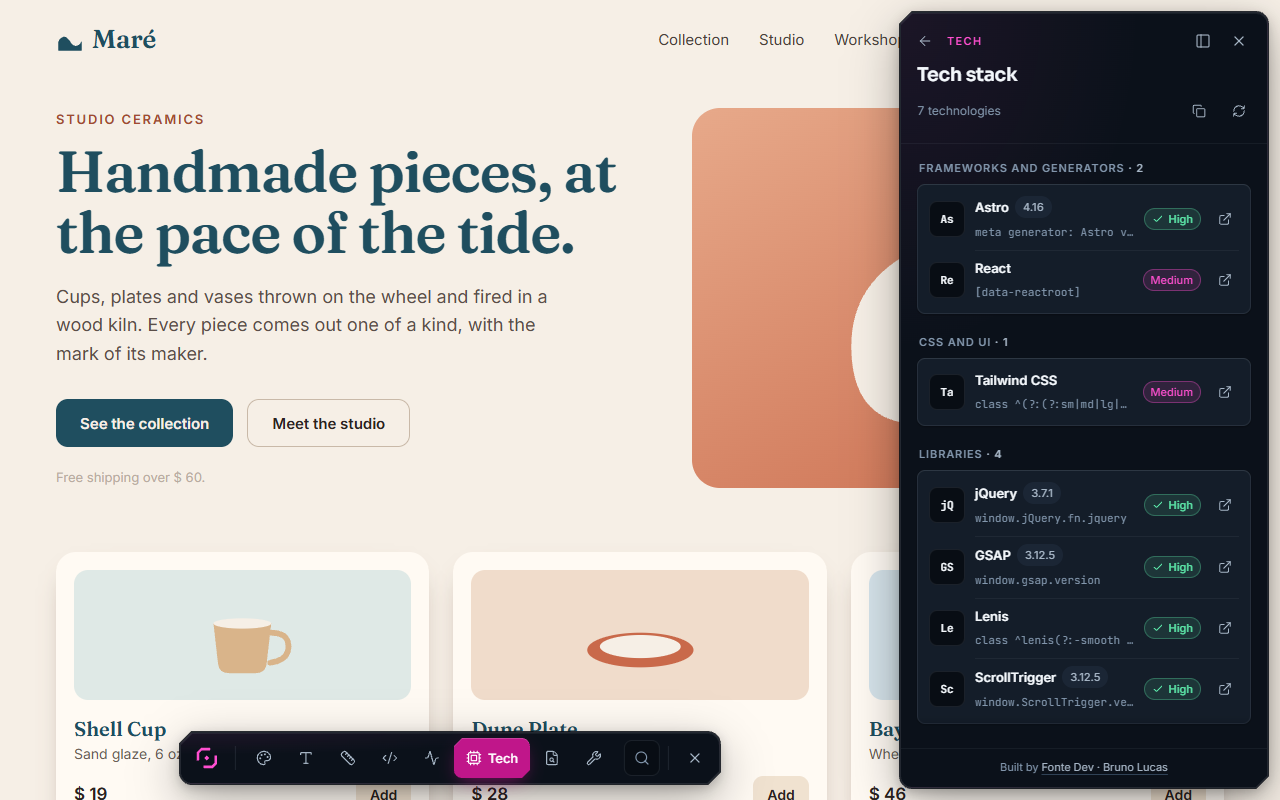 Maré
Collection
Studio
STUDIO CERAMICS
Handmade pieces, at
the pace of the tide.
Cups, plates and vases thrown on the wheel and fired in a
wood kiln. Every piece comes out one of a kind, with the
mark of its maker.
See the collection
Meet the studio
Free shipping over $ 60.
Shell Cup
Sand glaze, 6 oz
$ 19
Add
Dune Plate
$ 28
Add
$ 46
Add
TECH
Tech stack
7 technologies
FRAMEWORKS AND GENERATORS · 2
As
Astro 4.16
meta generator: Astro v…
High
Re
React
[data-reactroot]
Medium
CSS AND UI · 1
Ta
Tailwind CSS
class ^(?:(?:sm|md|lg|…
Medium
LIBRARIES · 4
jQ
jQuery 3.7.1
window.jQuery.fn.jquery
High
GS
GSAP 3.12.5
window.gsap.version
High
Le
Lenis
class ^lenis(?:-smooth …
High
Sc
ScrollTrigger 3.12.5
window.ScrollTrigger.ve…
High
Built by Fonte Dev · Bruno Lucas
Tech